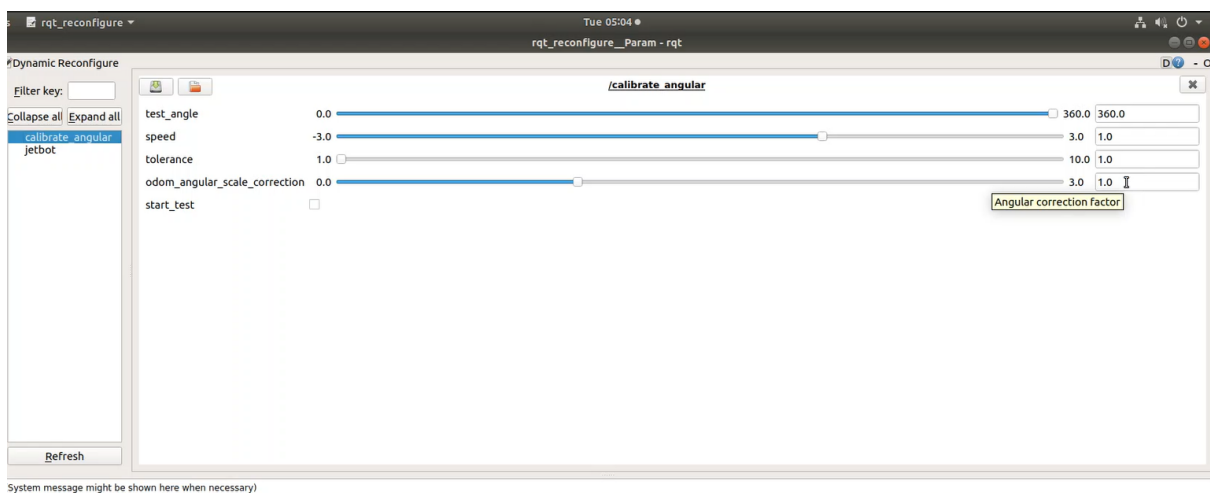 s rqt_reconfigure Tue 05:04
rqt_reconfigure__Param - rqt
Dynamic Reconfigure D ? - O
Filter key:
/calibrate_angular
Collapse all Expand all
calibrate_angular
jetbot
test_angle 0.0 360.0 360.0
speed -3.0 3.0 1.0
tolerance 1.0 10.0 1.0
odom_angular_scale_correction 0.0 3.0 1.0
Angular correction factor
start_test
Refresh
System message might be shown here when necessary)